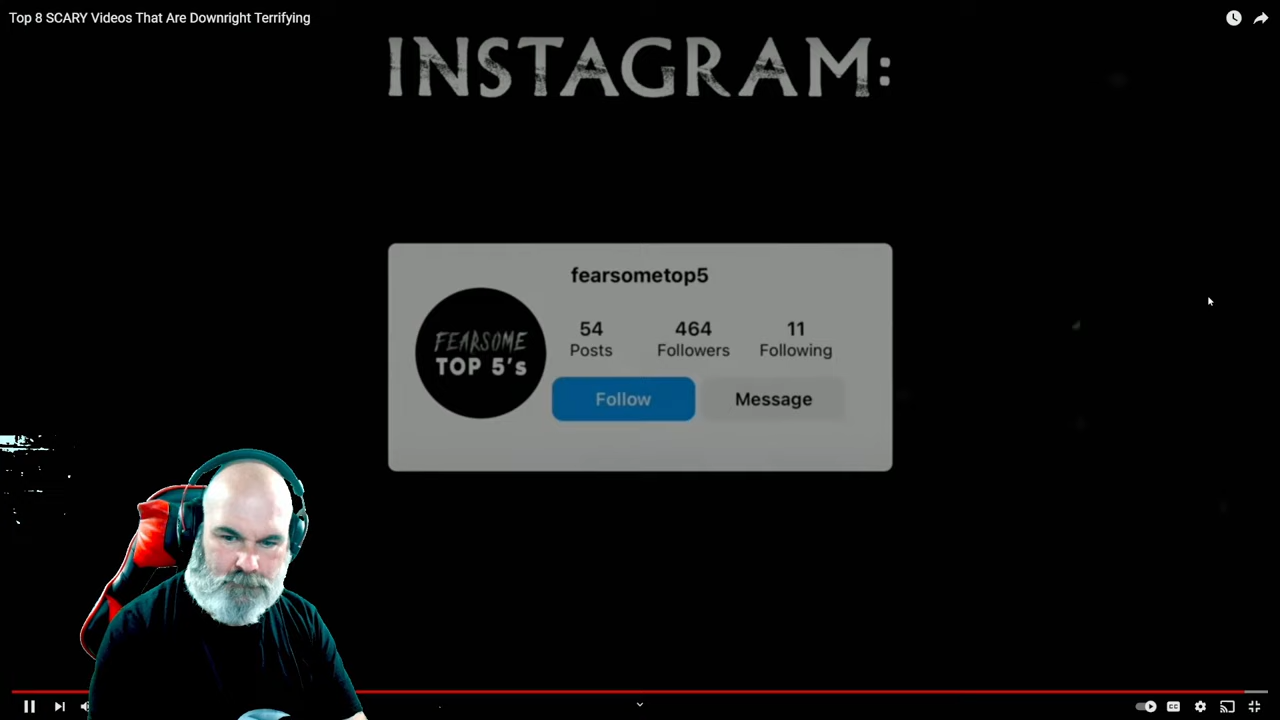 Top 8 SCARY Videos That Are Downright Terrifying
INSTAGRAM:
fearsometop5
54
464
11
Posts
Followers
Following
FEARSOME
TOP 5's
Follow
Message
CC